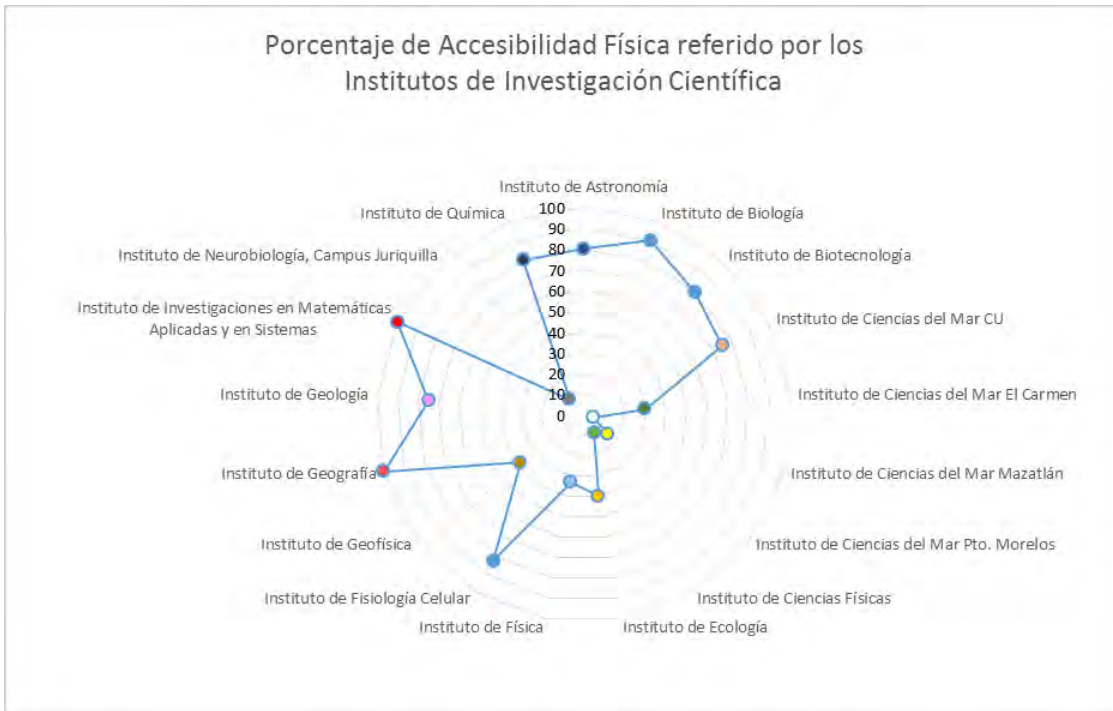 Porcentaje de Accesibilidad Física referido por los
Institutos de Investigación Científica
Instituto de Astronomía
Instituto de Química
Instituto de Biología
Instituto de Neurobiología, Campus Juriquilla
Instituto de Biotecnología
Instituto de Investigaciones en Matemáticas
Aplicadas y en Sistemas
Instituto de Ciencias del Mar CU
Instituto de Geología
Instituto de Ciencias del Mar El Carmen
Instituto de Geografía
Instituto de Ciencias del Mar Mazatlán
Instituto de Geofísica
Instituto de Ciencias del Mar Pto. Morelos
Instituto de Fisiología Celular
Instituto de Ciencias Físicas
Instituto de Física
Instituto de Ecología
100
90
80
70
60
50
40
30
20
10
0